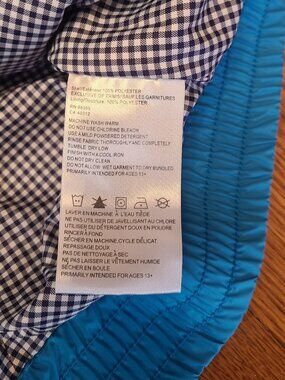 Shell/Extérieur: 100% POLYESTER
EXCLUSIVE OF TRIMS/SAUF LES GARNITURES
Lining/Doublure: 100% POLYESTER
RN
CA
MACHINE WASH WARM
DO NOT USE CHLORINE BLEACH
USE A MILD POWDERED DETERGENT
RINSE FABRIC THOROUGHLY AND COMPLETELY
TUMBLE DRY LOW
FINISH WITH A COOL IRON
DO NOT DRY CLEAN
DO NOT LEAVE WET GARMENT TO DRY BUNDLED
PRIMARILY INTENDED FOR AGES 13+
LAVER EN MACHINE À L'EAU TIÈDE
NE PAS UTILISER DE JAVELLISANT AU CHLORE
UTILISER DÉTERGENT DOUX EN POUDRE
RINCER À FOND
SÉCHER EN MACHINE, CYCLE DÉLICAT
REPASSAGE DOUX
PAS DE NETTOYAGE À SEC
NE PAS LAISSER LE VÊTEMENT HUMIDE
SÉCHER EN BOULE
PRIMARILY INTENDED FOR AGES 13+